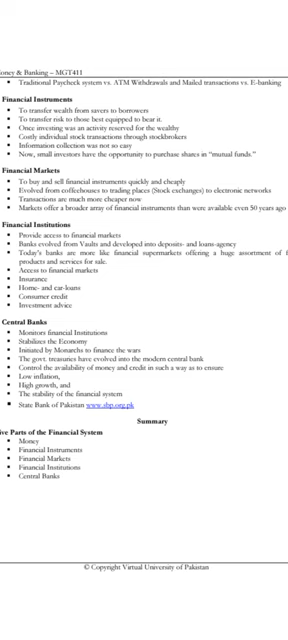 oney & Banking – MGT411
Traditional Paycheck system vs. ATM Withdrawals and Mailed transactions vs. E-banking
Financial Instruments
To transfer wealth from savers to borrowers
To transfer risk to those best equipped to bear it.
Once investing was an activity reserved for the wealthy
Costly individual stock transactions through stockbrokers
Information collection was not so easy
Now, small investors have the opportunity to purchase shares in “mutual funds.”
Financial Markets
To buy and sell financial instruments quickly and cheaply
Evolved from coffeehouses to trading places (Stock exchanges) to electronic networks
Transactions are much more cheaper now
Markets offer a broader array of financial instruments than were available even 50 years ago
Financial Institutions
Provide access to financial markets
Banks evolved from Vaults and developed into deposits- and loans-agency
Today’s banks are more like financial supermarkets offering a huge assortment of f
products and services for sale.
Access to financial markets
Insurance
Home- and car-loans
Consumer credit
Investment advice
Central Banks
Monitors financial Institutions
Stabilizes the Economy
Initiated by Monarchs to finance the wars
The govt. treasuries have evolved into the modern central bank
Control the availability of money and credit in such a way as to ensure
Low inflation,
High growth, and
The stability of the financial system
State Bank of Pakistan www.sbp.org.pk
Summary
ive Parts of the Financial System
Money
Financial Instruments
Financial Markets
Financial Institutions
Central Banks
© Copyright Virtual University of Pakistan